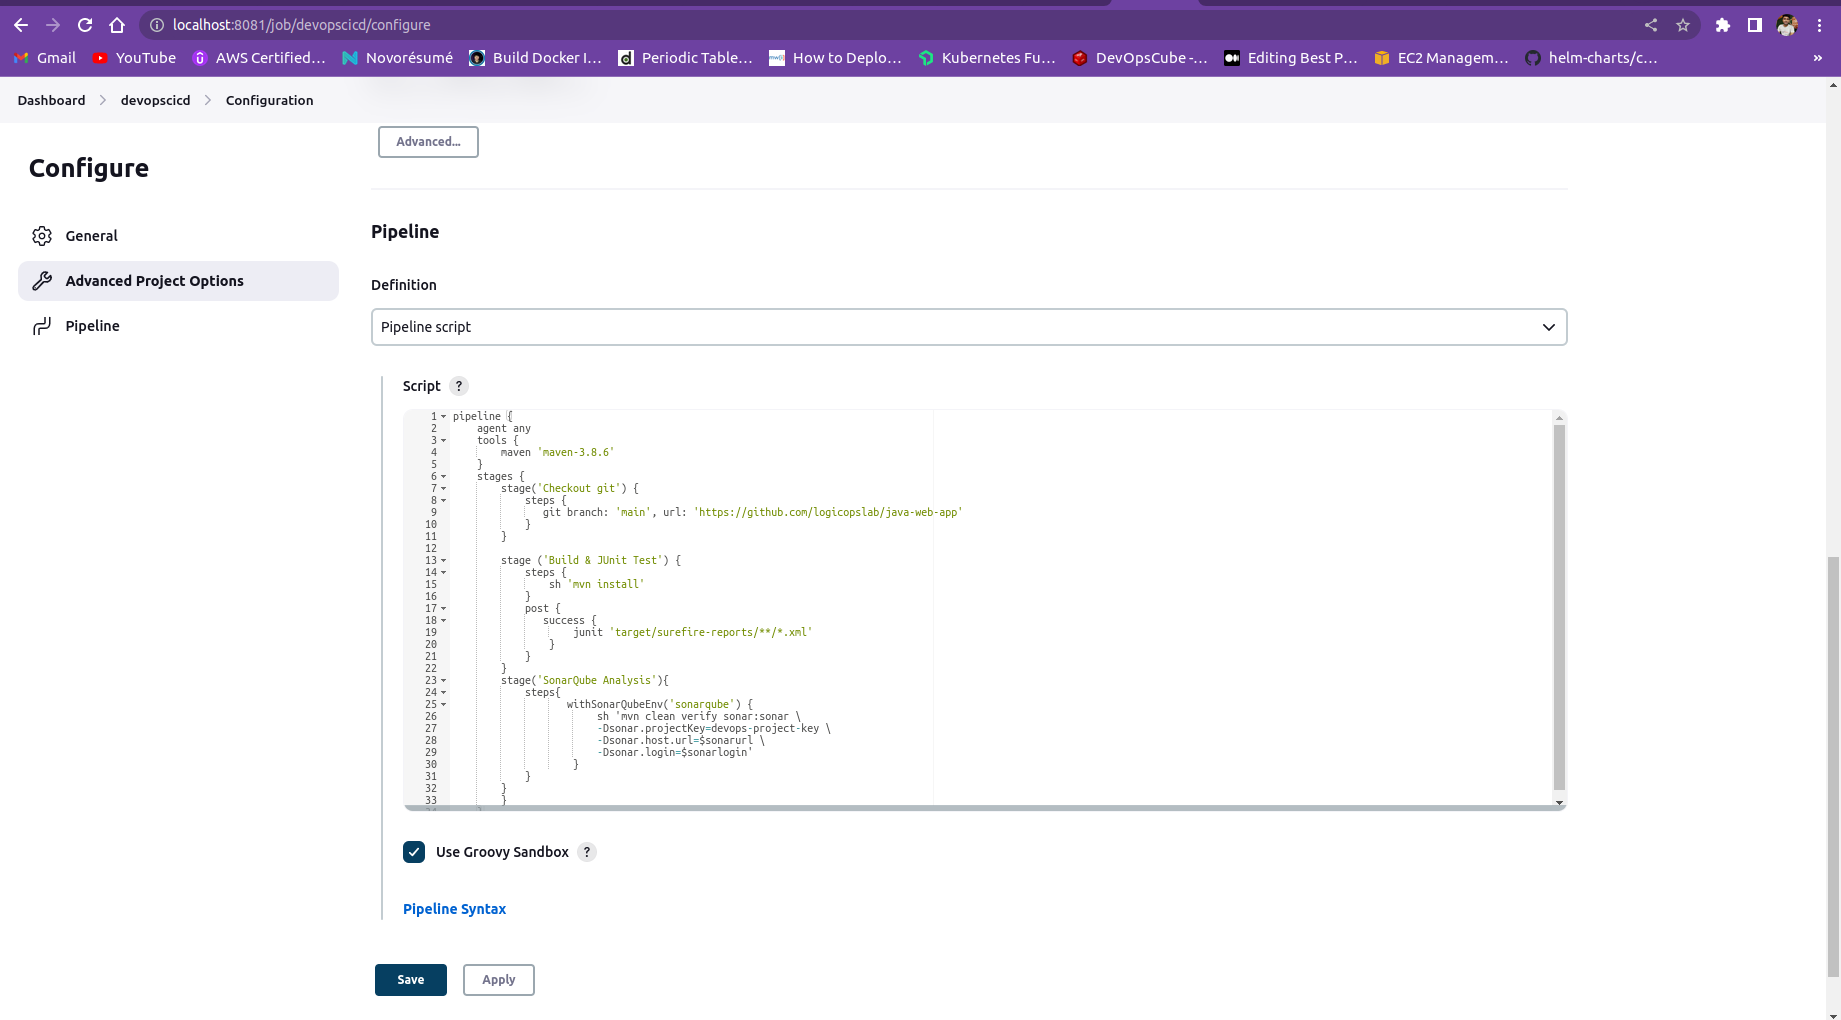 localhost:8081/job/devopscicd/configure
Gmail YouTube AWS Certified... Novorésumé Build Docker I... Periodic Table... How to Deplo... Kubernetes Fu... DevOpsCube -... Editing Best P... EC2 Managem... helm-charts/c... »
Dashboard devopscicd Configuration
Advanced...
Configure
General
Advanced Project Options
Pipeline
Pipeline
Definition
Pipeline script
Script ?
1 pipeline {
2 agent any
3 tools {
4 maven 'maven-3.8.6'
5 }
6 stages {
7 stage('Checkout git') {
8 steps {
9 git branch: 'main', url: 'https://github.com/logicopslab/java-web-app'
10 }
11 }
12
13 stage ('Build & JUnit Test') {
14 steps {
15 sh 'mvn install'
16 }
17 post {
18 success {
19 junit 'target/surefire-reports/**/*.xml'
20 }
21 }
22 }
23 stage('SonarQube Analysis'){
24 steps{
25 withSonarQubeEnv('sonarqube') {
26 sh 'mvn clean verify sonar:sonar \
27 -Dsonar.projectKey=devops-project-key \
28 -Dsonar.host.url=$sonarurl \
29 -Dsonar.login=$sonarlogin'
30 }
31 }
32 }
33 }
Use Groovy Sandbox ?
Pipeline Syntax
Save Apply